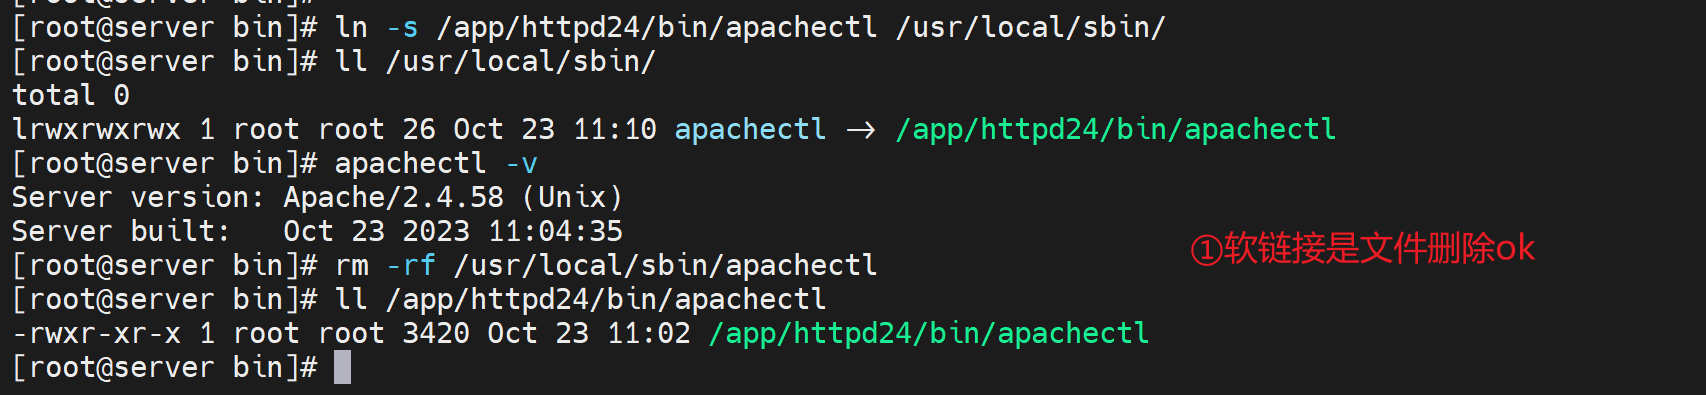 [root@server bin]# ln -s /app/httpd24/bin/apachectl /usr/local/sbin/
[root@server bin]# ll /usr/local/sbin/
total 0
lrwxrwxrwx 1 root root 26 Oct 23 11:10 apachectl -> /app/httpd24/bin/apachectl
[root@server bin]# apachectl -v
Server version: Apache/2.4.58 (Unix)
Server built:   Oct 23 2023 11:04:35
①软链接是文件删除ok
[root@server bin]# rm -rf /usr/local/sbin/apachectl
[root@server bin]# ll /app/httpd24/bin/apachectl
-rwxr-xr-x 1 root root 3420 Oct 23 11:02 /app/httpd24/bin/apachectl
[root@server bin]#